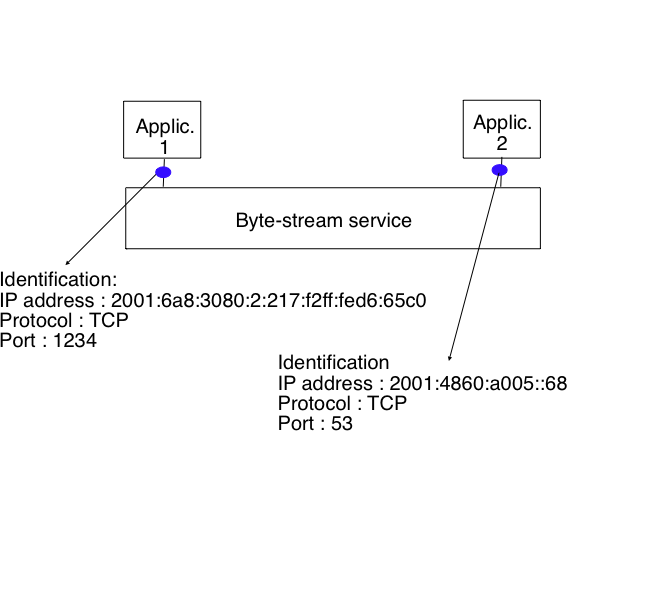 Applic.
1
Applic.
2
Byte-stream service
Identification:
IP address : 2001:6a8:3080:2:217:f2ff:fed6:65c0
Protocol : TCP
Port : 1234
Identification
IP address : 2001:4860:a005::68
Protocol : TCP
Port : 53